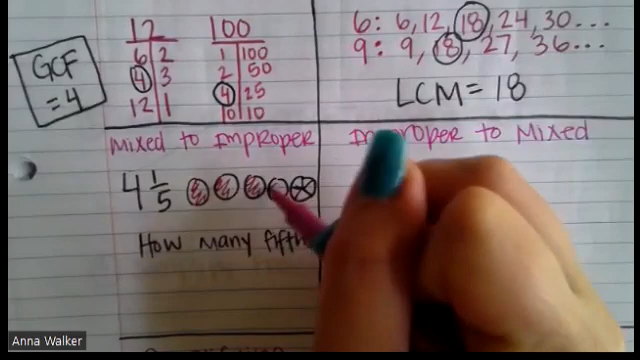 GCF
=4
12
6 2
4 3
12 1
100
1 100
2 50
4 25
10 10
6: 6, 12, 18, 24, 30...
9: 9, 18, 27, 36...
LCM = 18
Mixed to Improper
4 1/5
How many fifth
Improper to Mixed
Anna Walker